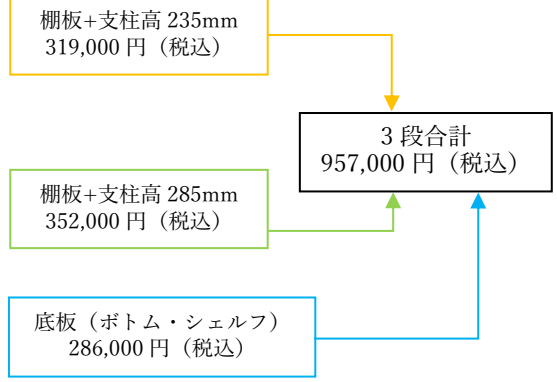 棚板+支柱高 235mm
319,000 円（税込）
3 段合計
957,000 円（税込）
棚板+支柱高 285mm
352,000 円（税込）
底板（ボトム・シェルフ）
286,000 円（税込）